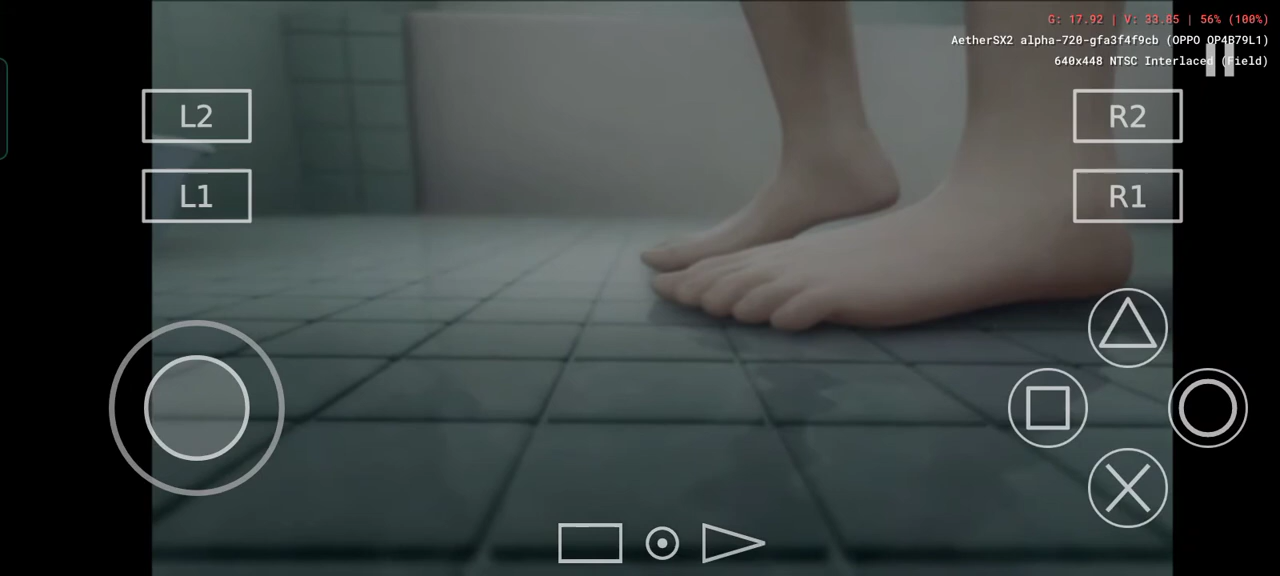 G: 17.92 | V: 33.85 | 56% (100%)
AetherSX2 alpha-720-gfa3f4f9cb (OPPO OP4B79L1)
640x448 NTSC Interlaced (Field)
L2
R2
L1
R1